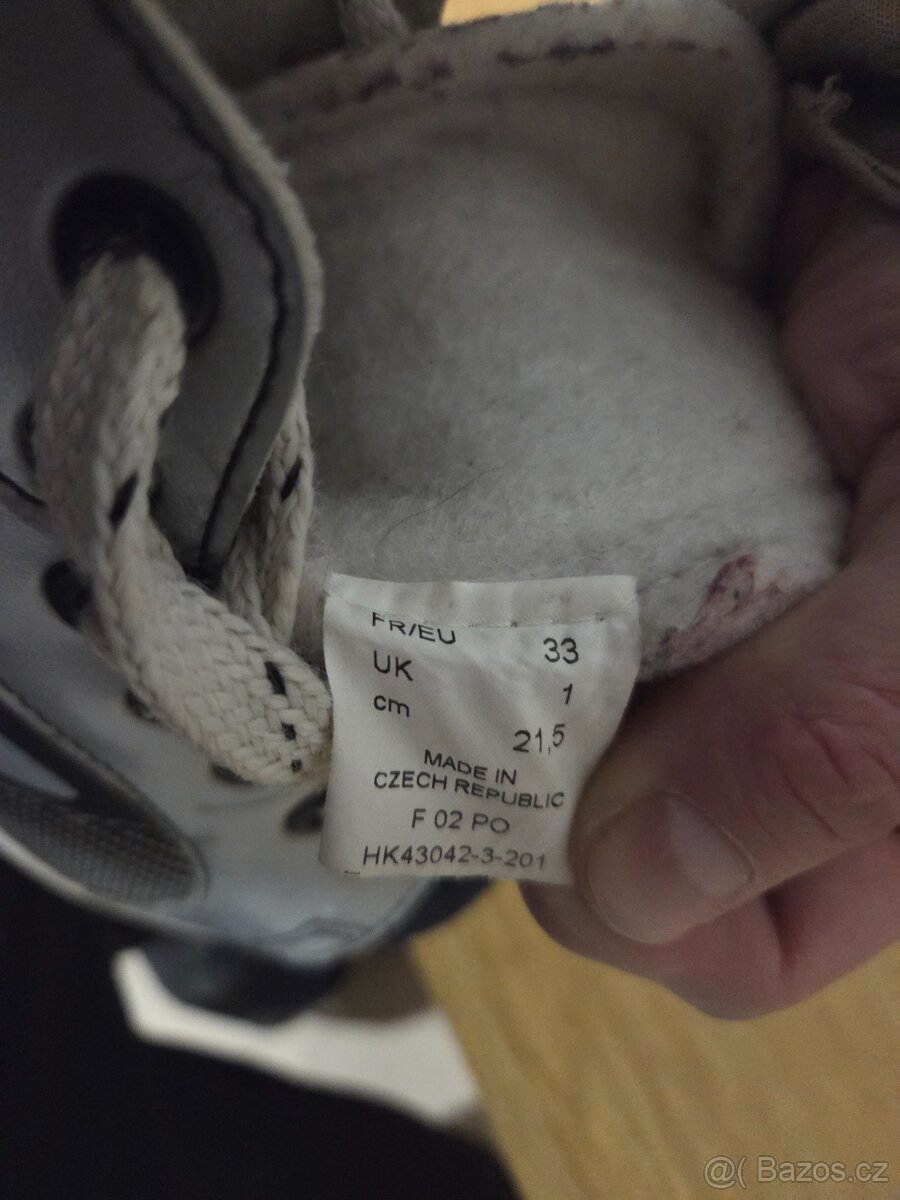 FR/EU 33
UK 1
cm 21,5
MADE IN
CZECH REPUBLIC
F 02 PO
HK43042-3-201
@( Bazos.cz